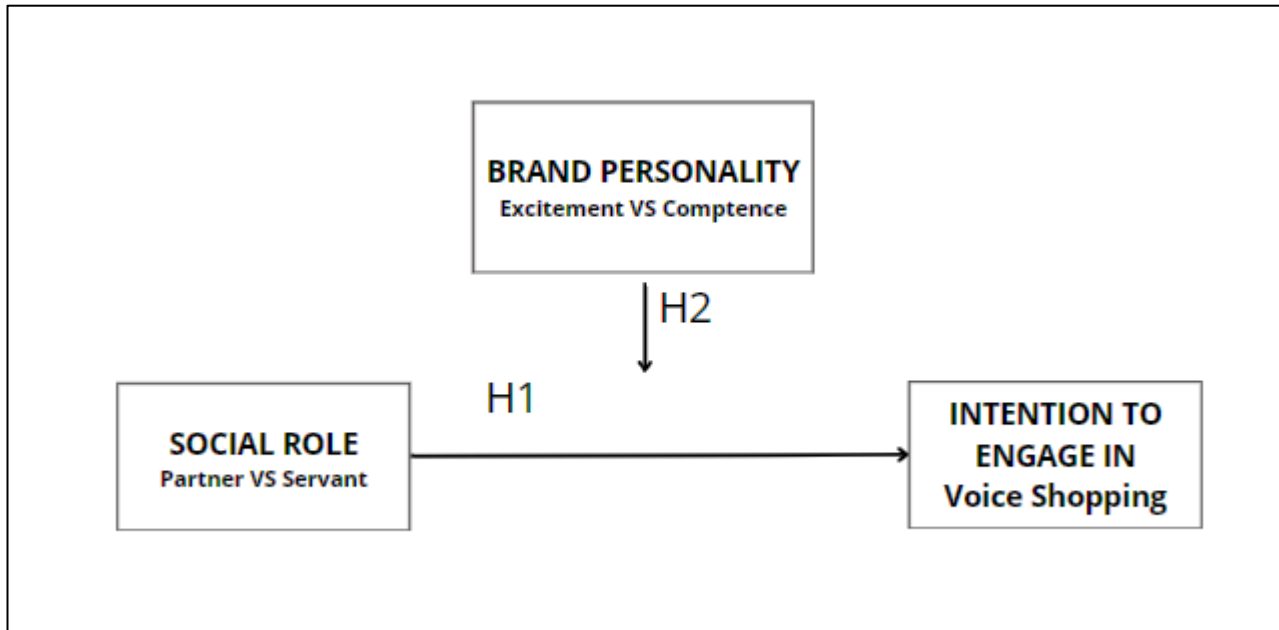 BRAND PERSONALITY
Excitement VS Comptence
H2
H1
SOCIAL ROLE
Partner VS Servant
INTENTION TO
ENGAGE IN
Voice Shopping